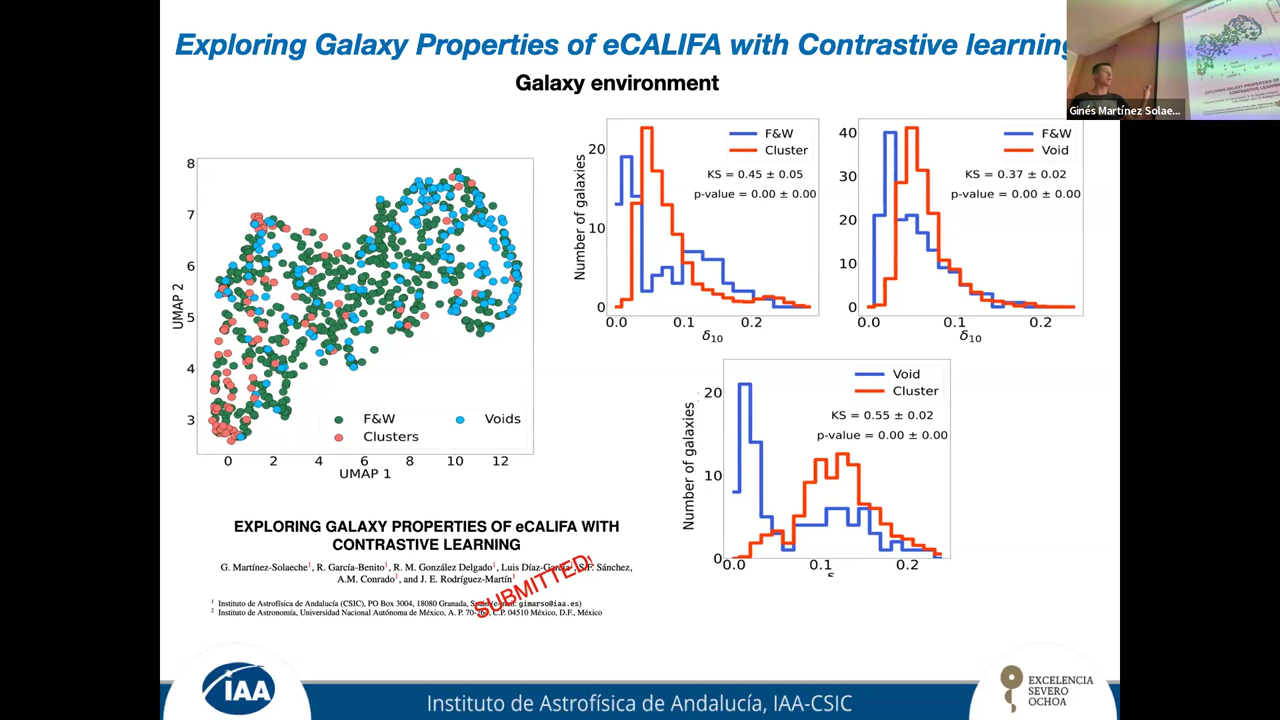 Exploring Galaxy Properties of eCALIFA with Contrastive learning
Galaxy environment
Ginés Martínez Solae...
8
7
6
5
4
3
UMAP 2
0 2 4 6 8 10 12
UMAP 1
F&W
Voids
Clusters
F&W
Cluster
KS = 0.45 ± 0.05
p-value = 0.00 ± 0.00
Number of galaxies
20
10
0
0.0 0.1 0.2
δ10
F&W
Void
KS = 0.37 ± 0.02
p-value = 0.00 ± 0.00
40
30
20
10
0
0.0 0.1 0.2
δ10
Void
Cluster
KS = 0.55 ± 0.02
p-value = 0.00 ± 0.00
Number of galaxies
20
10
0
0.0 0.1 0.2
EXPLORING GALAXY PROPERTIES OF eCALIFA WITH
CONTRASTIVE LEARNING
G. Martínez-Solaeche1, R. García-Benito1, R. M. González Delgado1, Luis Díaz-García1, S.F. Sánchez,
A.M. Conrado1, and J. E. Rodríguez-Martín1
SUBMITTED!
1 Instituto de Astrofísica de Andalucía (CSIC), PO Box 3004, 18080 Granada, Spain (e-mail: gimarso@iaa.es)
2 Instituto de Astronomía, Universidad Nacional Autónoma de México, A. P. 70-264, C.P. 04510 México, D.F., México
IAA
Instituto de Astrofísica de Andalucía, IAA-CSIC
EXCELENCIA
SEVERO
OCHOA